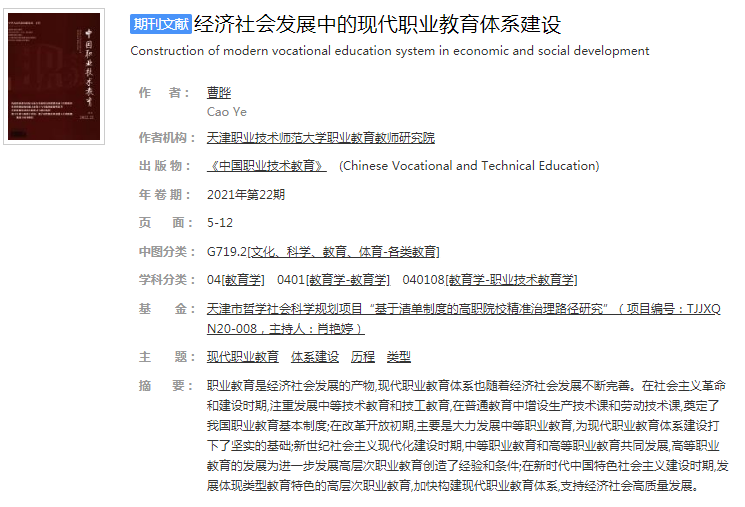 中国职业技术教育
期刊文献 经济社会发展中的现代职业教育体系建设
Construction of modern vocational education system in economic and social development
作 者： 曹晔
Cao Ye
作者机构： 天津职业技术师范大学职业教育教师研究院
出 版 物： 《中国职业技术教育》 (Chinese Vocational and Technical Education)
年 卷 期： 2021年第22期
页 面： 5-12
中图分类： G719.2[文化、科学、教育、体育-各类教育]
学科分类： 04[教育学] 0401[教育学-教育学] 040108[教育学-职业技术教育学]
基 金： 天津市哲学社会科学规划项目“基于清单制度的高职院校精准治理路径研究”（项目编号：TJJXQ
N20-008，主持人：肖艳婷）
主 题： 现代职业教育 体系建设 历程 类型
摘 要： 职业教育是经济社会发展的产物,现代职业教育体系也随着经济社会发展不断完善。在社会主义革命
和建设时期,注重发展中等技术教育和技工教育,在普通教育中增设生产技术课和劳动技术课,奠定了
我国职业教育基本制度;在改革开放初期,主要是大力发展中等职业教育,为现代职业教育体系建设打
下了坚实的基础;新世纪社会主义现代化建设时期,中等职业教育和高等职业教育共同发展,高等职业
教育的发展为进一步发展高层次职业教育创造了经验和条件;在新时代中国特色社会主义建设时期,发
展体现类型教育特色的高层次职业教育,加快构建现代职业教育体系,支持经济社会高质量发展。